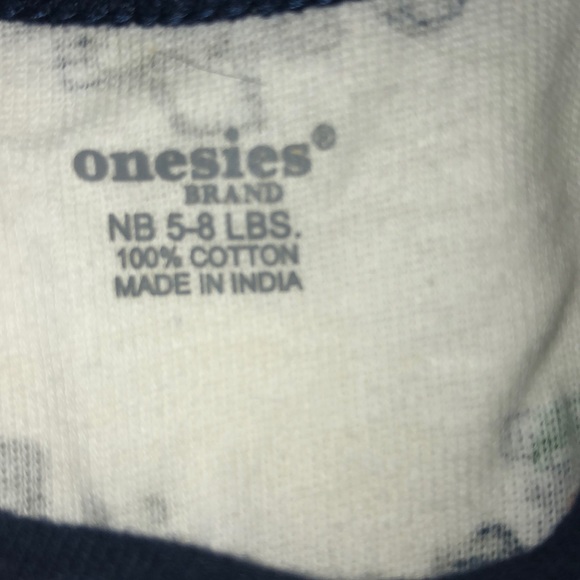 onesies®
BRAND
NB 5-8 LBS.
100% COTTON
MADE IN INDIA